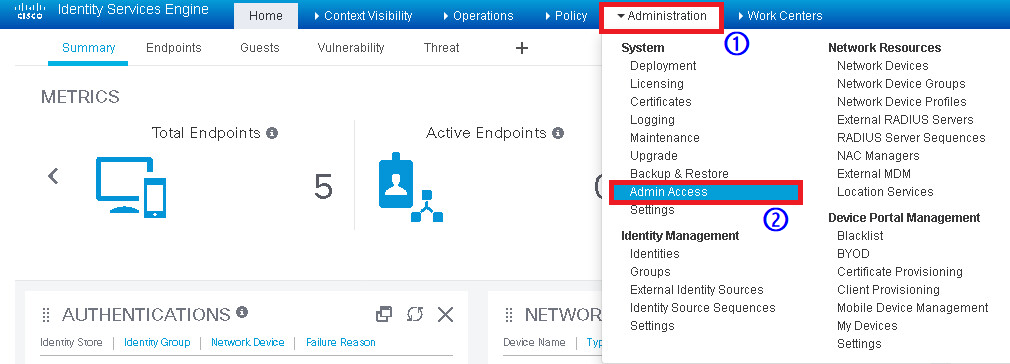 cisco Identity Services Engine
Home Context Visibility Operations Policy Administration Work Centers
Summary Endpoints Guests Vulnerability Threat +
1
METRICS
Total Endpoints
5
Active Endpoints
System
Deployment
Licensing
Certificates
Logging
Maintenance
Upgrade
Backup & Restore
Admin Access
Settings
2
Identity Management
Identities
Groups
External Identity Sources
Identity Source Sequences
Settings
Network Resources
Network Devices
Network Device Groups
Network Device Profiles
External RADIUS Servers
RADIUS Server Sequences
NAC Managers
External MDM
Location Services
Device Portal Management
Blacklist
BYOD
Certificate Provisioning
Client Provisioning
Mobile Device Management
My Devices
Settings
AUTHENTICATIONS
Identity Store Identity Group Network Device Failure Reason
NETWOR
Device Name Typ